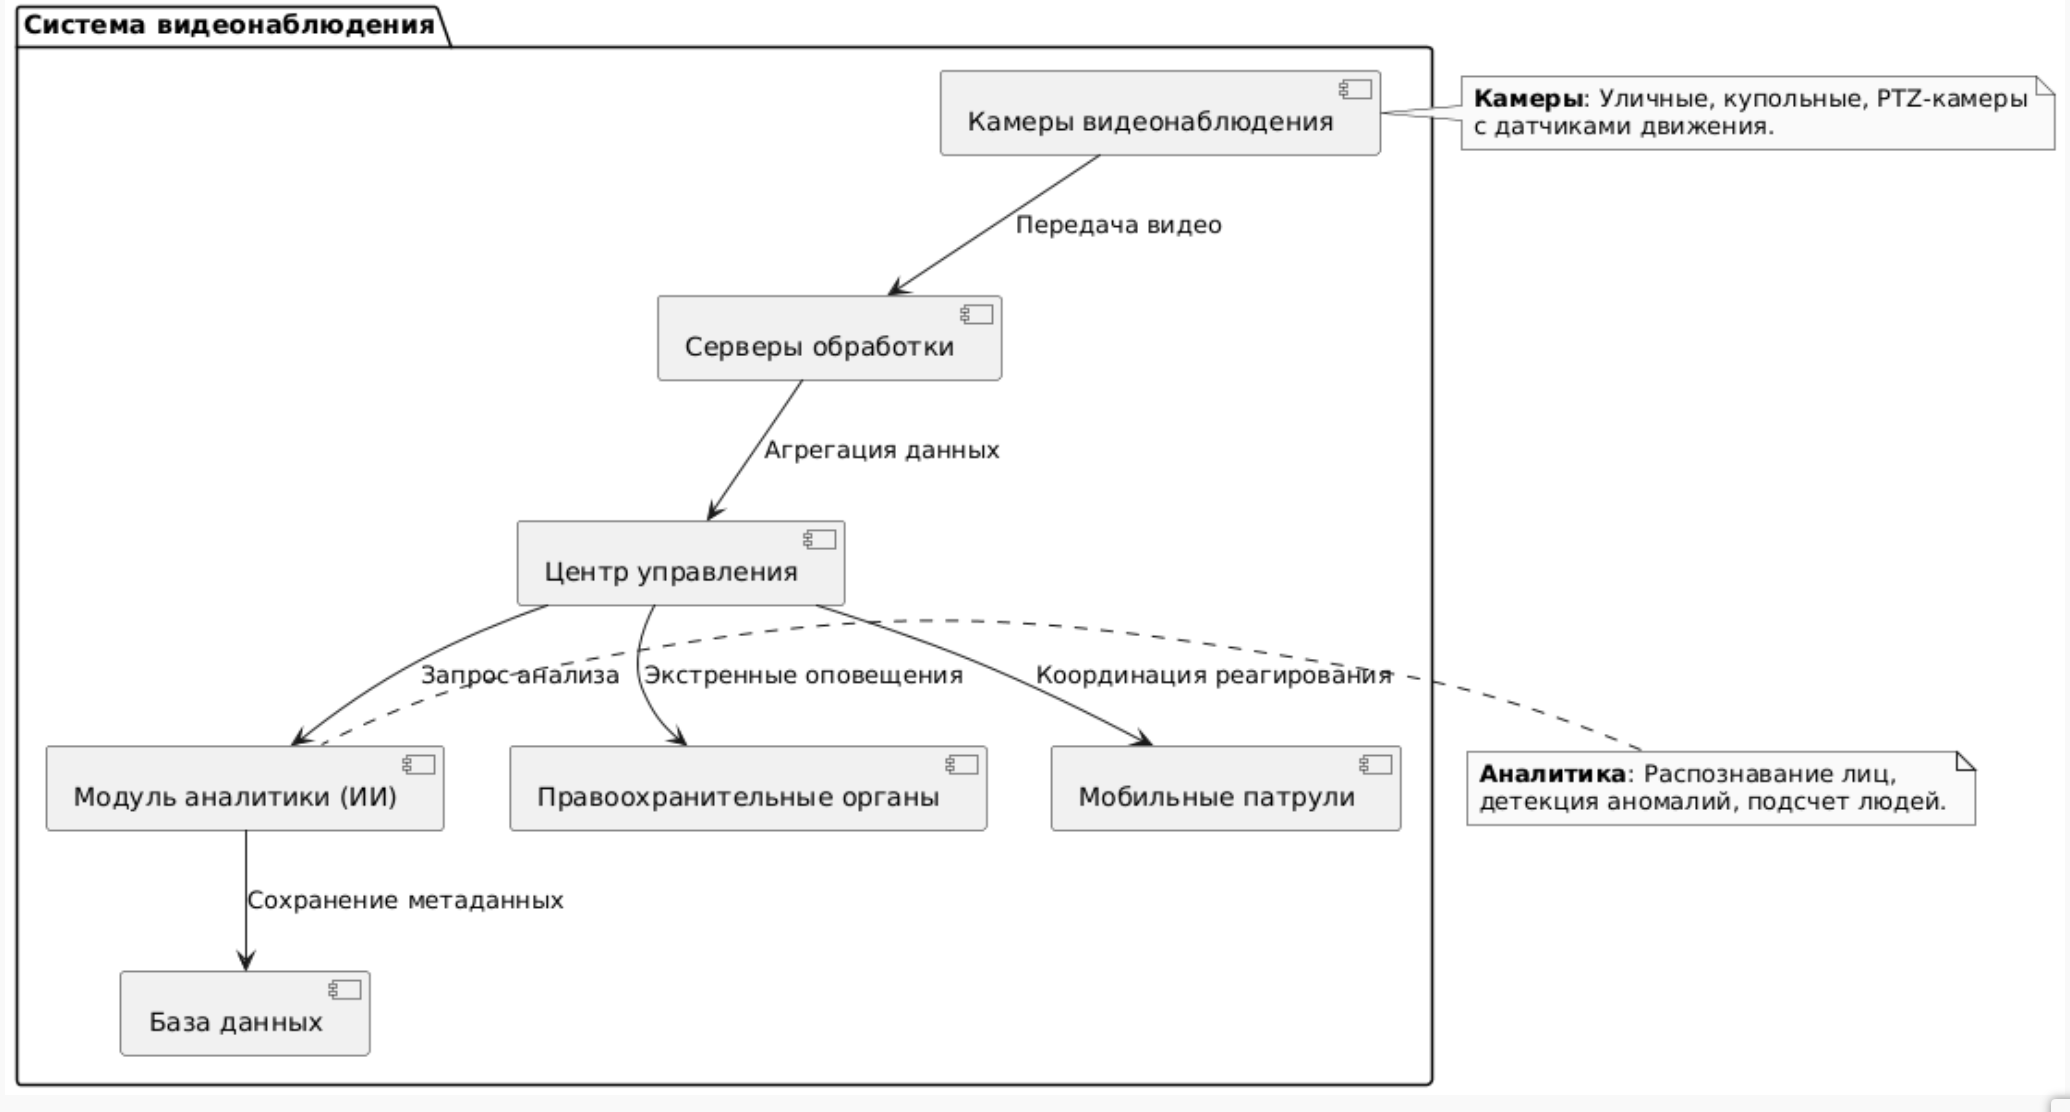 Система видеонаблюдения
Камеры видеонаблюдения
Камеры: Уличные, купольные, PTZ-камеры
с датчиками движения.
Передача видео
Серверы обработки
Агрегация данных
Центр управления
Запрос анализа
Экстренные оповещения
Координация реагирования
Модуль аналитики (ИИ)
Правоохранительные органы
Мобильные патрули
Аналитика: Распознавание лиц,
детекция аномалий, подсчет людей.
Сохранение метаданных
База данных